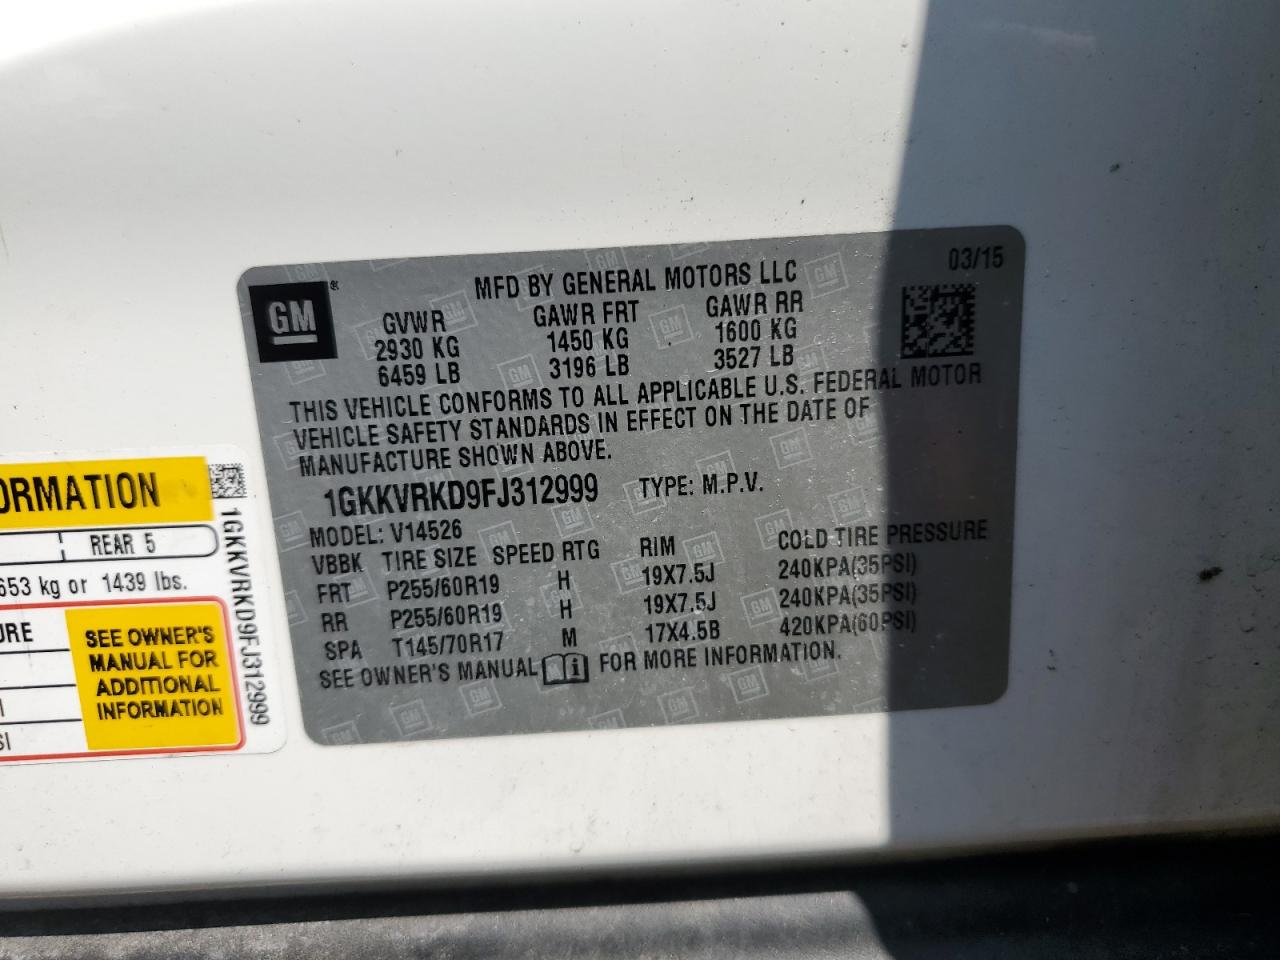 GM
MFD BY GENERAL MOTORS LLC
03/15
GVWR GAWR FRT GAWR RR
2930 KG 1450 KG 1600 KG
6459 LB 3196 LB 3527 LB
THIS VEHICLE CONFORMS TO ALL APPLICABLE U.S. FEDERAL MOTOR
VEHICLE SAFETY STANDARDS IN EFFECT ON THE DATE OF
MANUFACTURE SHOWN ABOVE.
1GKKVRKD9FJ312999 TYPE: M.P.V.
MODEL: V14526
VBBK TIRE SIZE SPEED RTG RIM COLD TIRE PRESSURE
FRT P255/60R19 H 19X7.5J 240KPA(35PSI)
RR P255/60R19 H 19X7.5J 240KPA(35PSI)
SPA T145/70R17 M 17X4.5B 420KPA(60PSI)
SEE OWNER'S MANUAL FOR MORE INFORMATION.
ORMATION
REAR 5
653 kg or 1439 lbs.
URE
SEE OWNER'S
MANUAL FOR
ADDITIONAL
INFORMATION
SI
1GKKVRKD9FJ312999